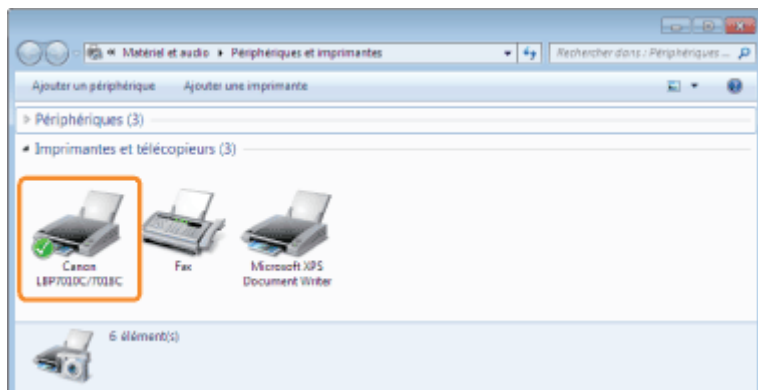 « Matériel et audio ▸ Périphériques et imprimantes
Rechercher dans : Périphériques ...
Ajouter un périphérique Ajouter une imprimante
Périphériques (3)
Imprimantes et télécopieurs (3)
Canon
LBP7010C/7018C
Fax
Microsoft XPS
Document Writer
6 élément(s)